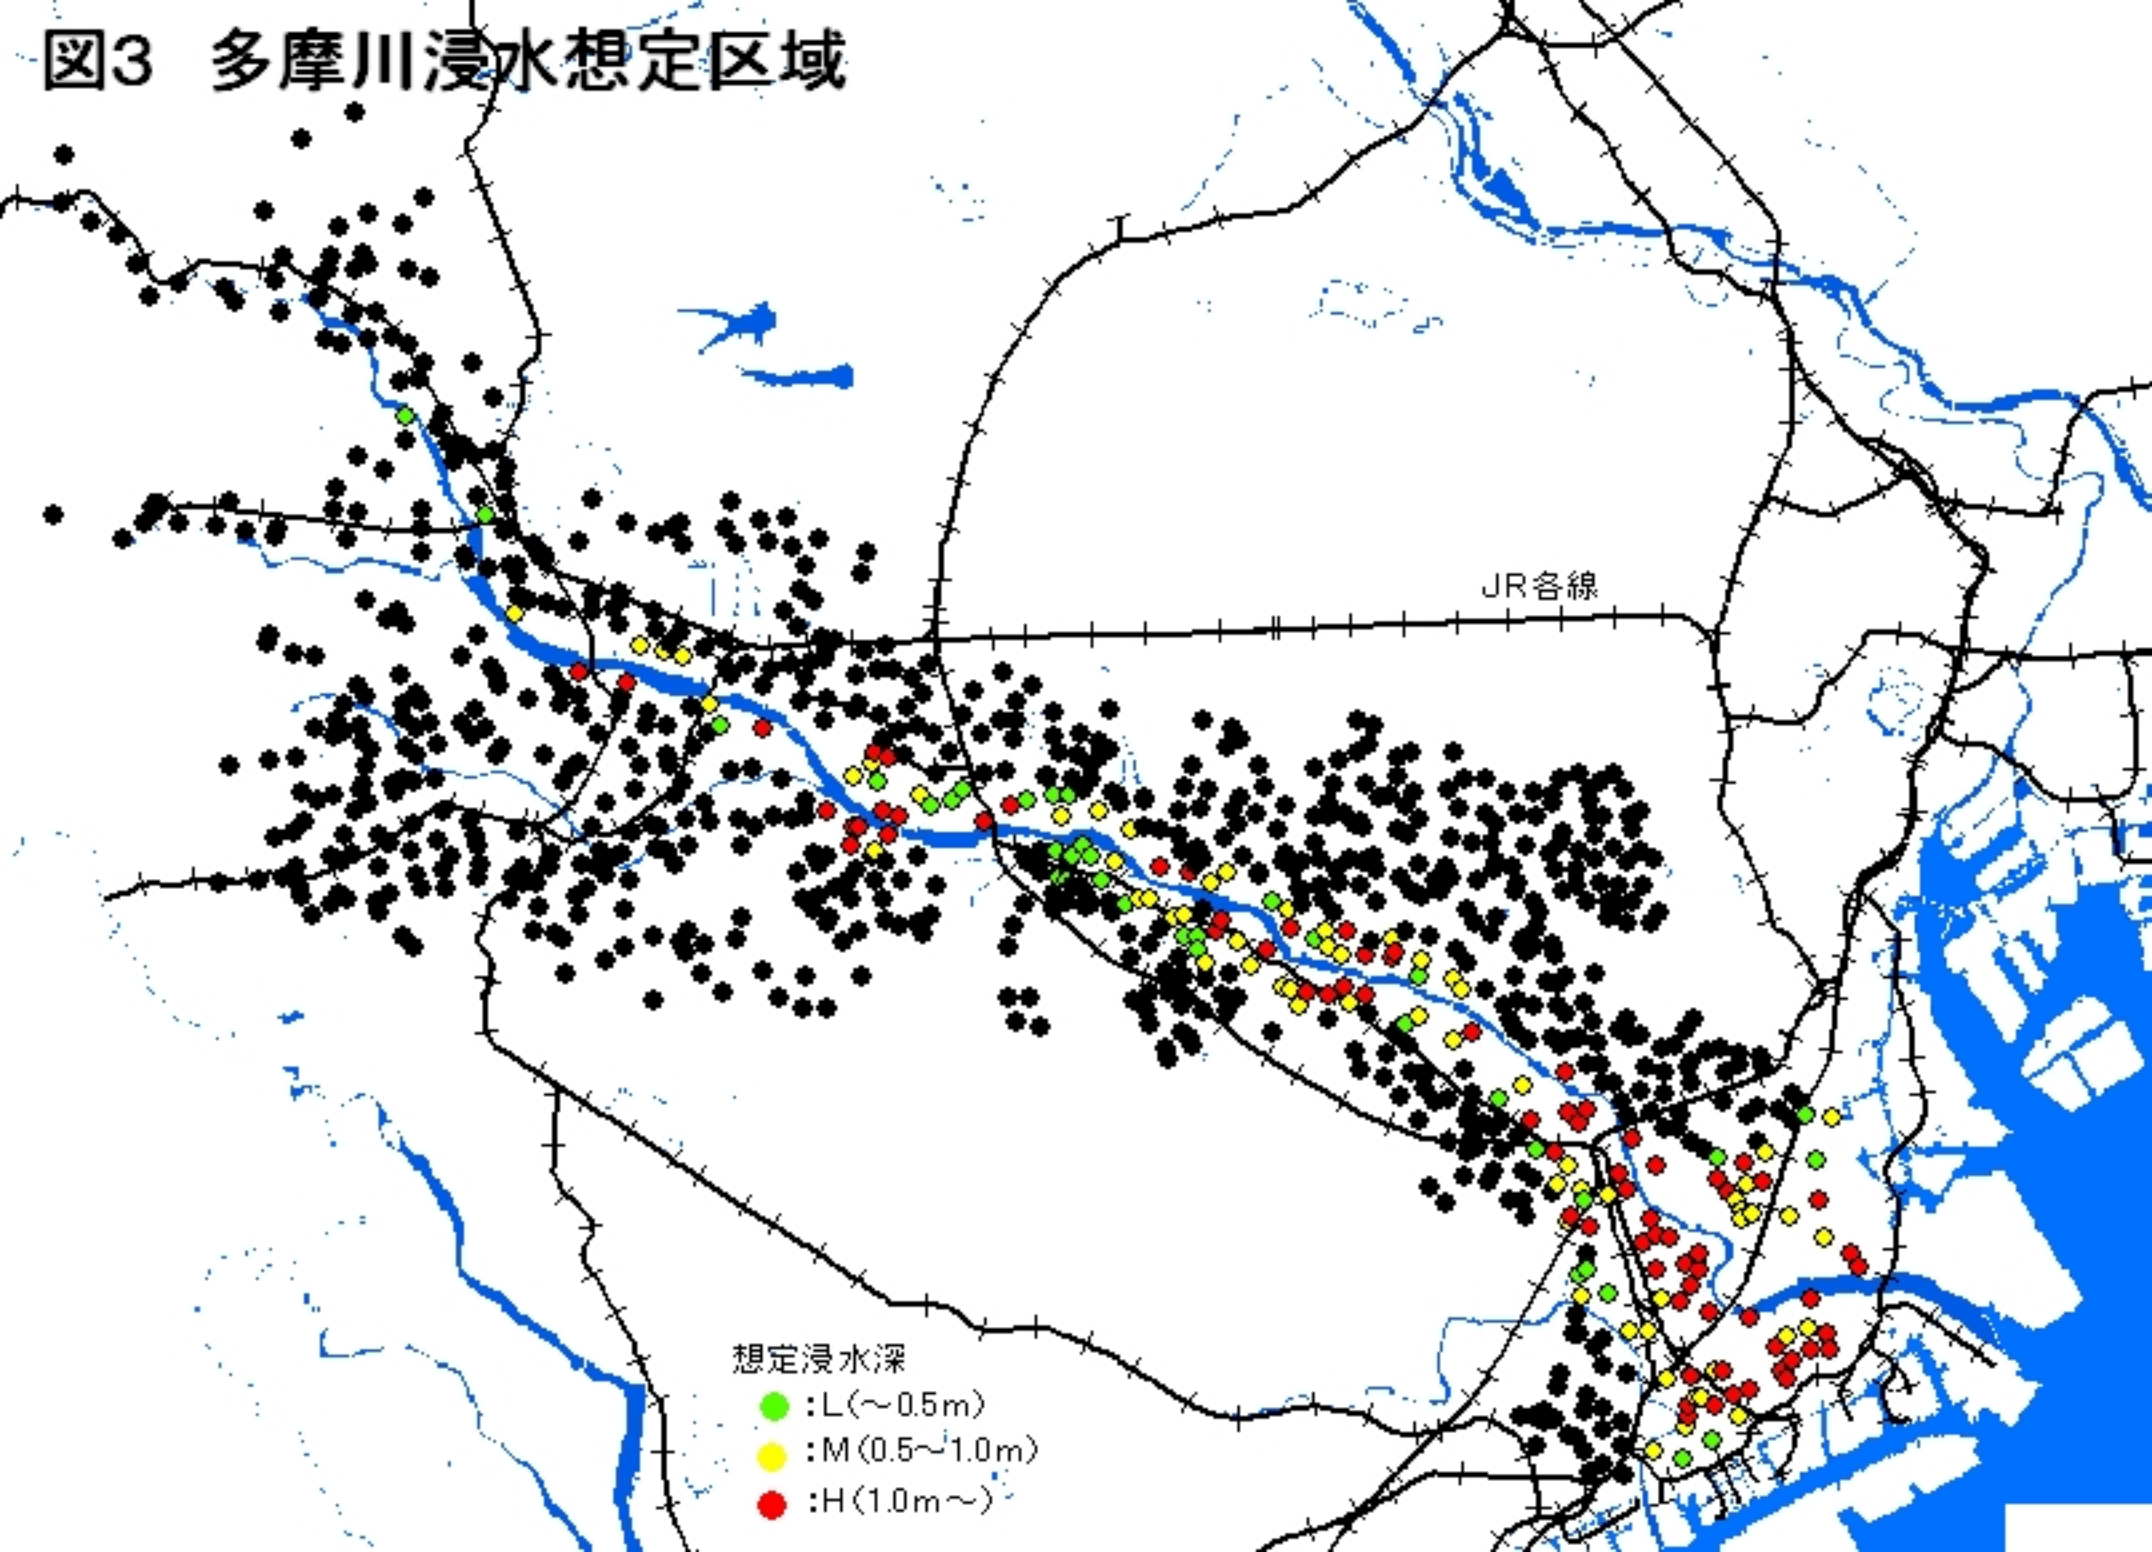 図3 多摩川浸水想定区域
JR各線
想定浸水深
:L(~0.5m)
:M(0.5~1.0m)
:H(1.0m~)